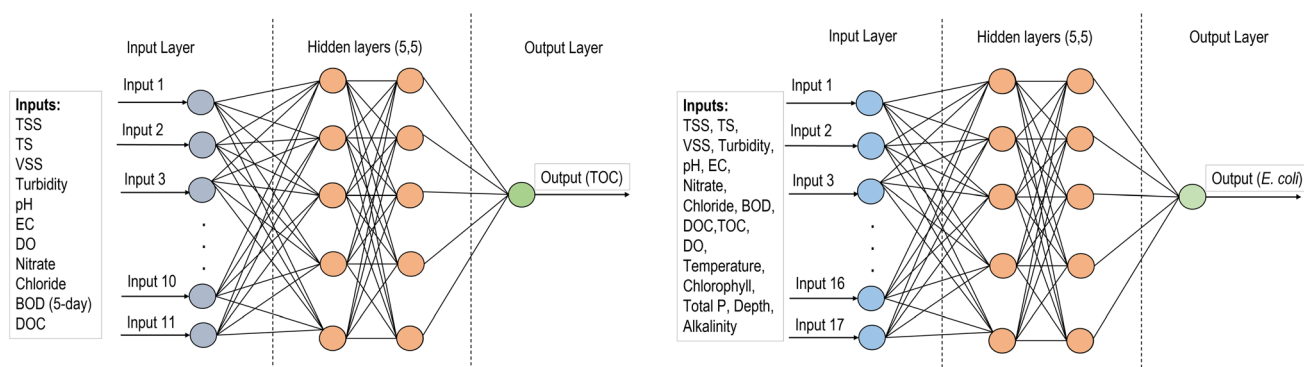 Input Layer
Hidden layers (5,5)
Output Layer
Inputs:
TSS
TS
VSS
Turbidity
pH
EC
DO
Nitrate
Chloride
BOD (5-day)
DOC
Input 1
Input 2
Input 3
Input 10
Input 11
Output (TOC)
Input Layer
Hidden layers (5,5)
Output Layer
Inputs:
TSS, TS,
VSS, Turbidity,
pH, EC,
Nitrate,
Chloride, BOD,
DOC,TOC,
DO,
Temperature,
Chlorophyll,
Total P, Depth,
Alkalinity
Input 1
Input 2
Input 3
Input 16
Input 17
Output (E. coli)